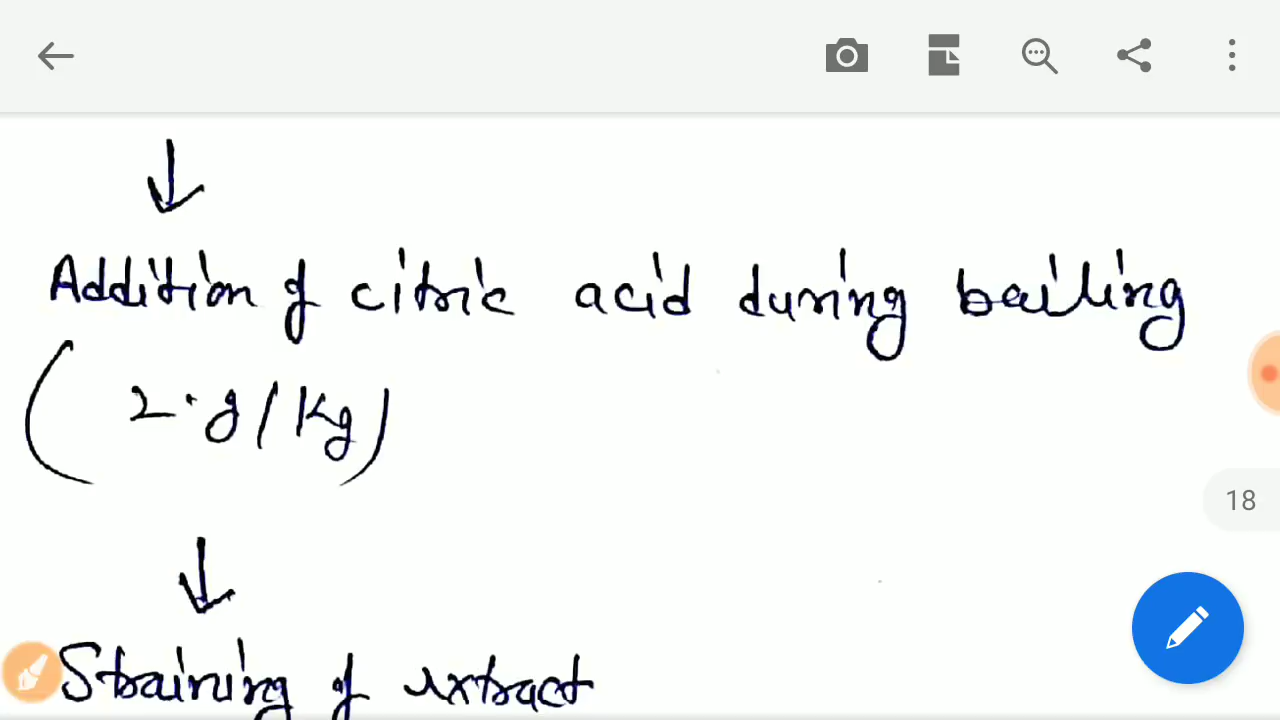 Addition of citric acid during boiling
(2.g/kg)
18
Straining of extract